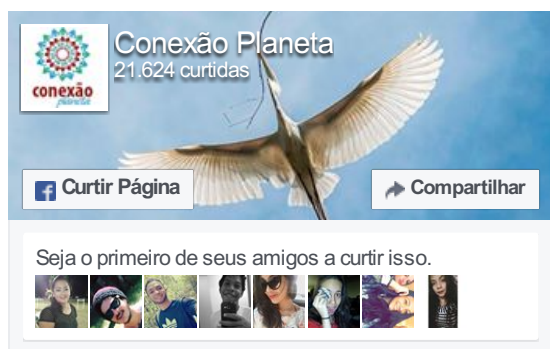 Conexão Planeta
21.624 curtidas
conexão
planeta
Curtir Página
Compartilhar
Seja o primeiro de seus amigos a curtir isso.